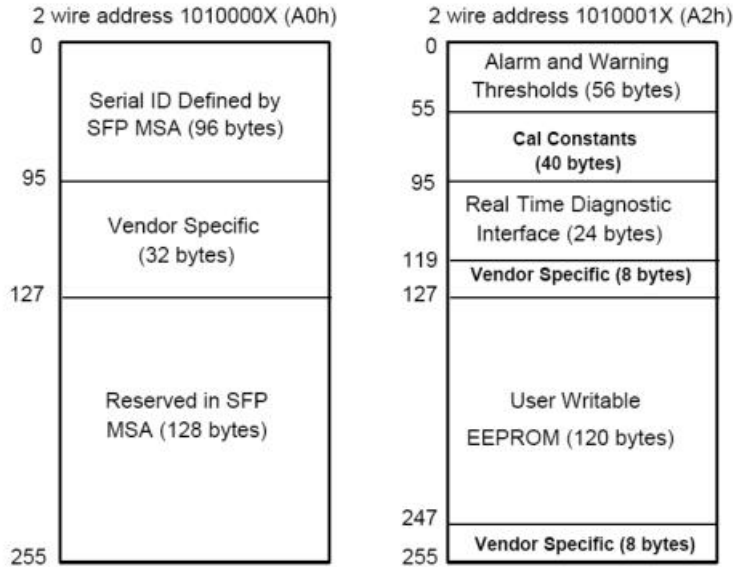 2 wire address 1010000X (A0h)
0
Serial ID Defined by
SFP MSA (96 bytes)
95
Vendor Specific
(32 bytes)
127
Reserved in SFP
MSA (128 bytes)
255
2 wire address 1010001X (A2h)
0
Alarm and Warning
Thresholds (56 bytes)
55
Cal Constants
(40 bytes)
95
Real Time Diagnostic
Interface (24 bytes)
119
Vendor Specific (8 bytes)
127
User Writable
EEPROM (120 bytes)
247
Vendor Specific (8 bytes)
255